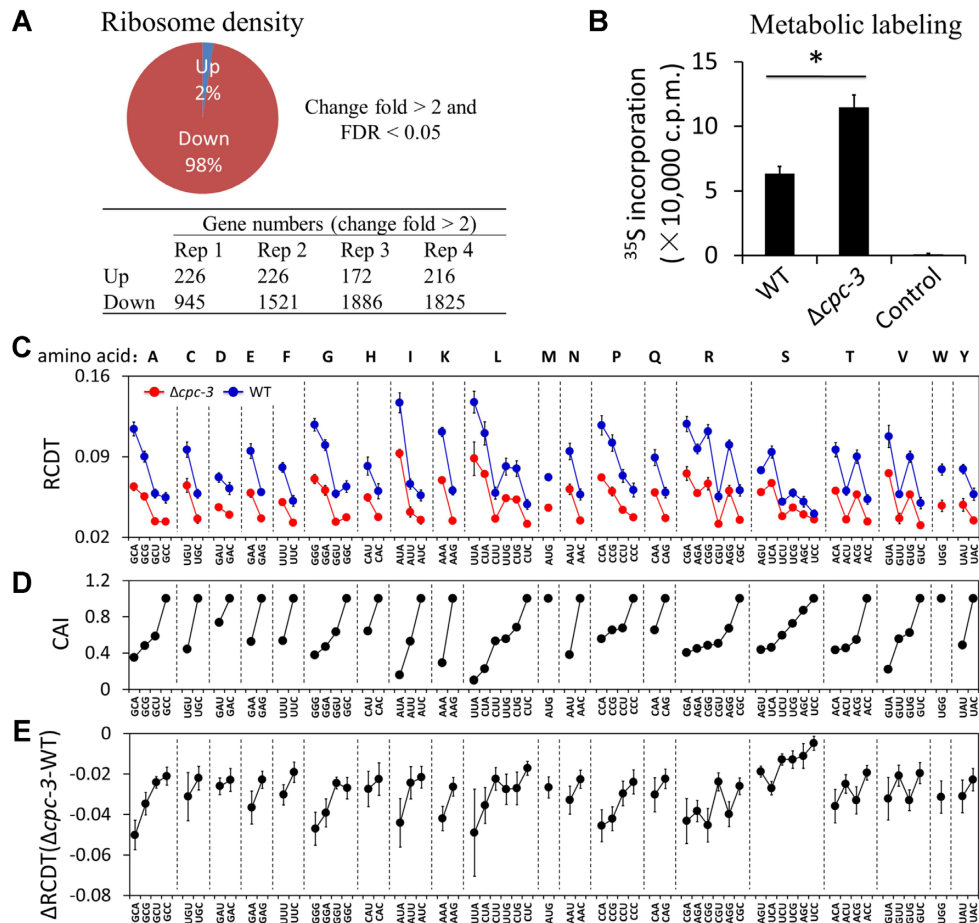 A
Ribosome density
Up
2%
Down
98%
Change fold > 2 and
FDR < 0.05
Gene numbers (change fold > 2)
Rep 1 Rep 2 Rep 3 Rep 4
Up 226 226 172 216
Down 945 1521 1886 1825
B
Metabolic labeling
*
³⁵S incorporation
(× 10,000 c.p.m.)
15
10
5
0
WT Δcpc-3 Control
C
amino acid: A C D E F G H I K L M N P Q R S T V W Y
Δcpc-3 WT
RCDT
0.16
0.09
0.02
GCA GCG GCU GCC UGU UGC GAU GAC GAA GAG UUU UUC GGG GGA GGU GGC CAU CAC AUA AUU AUC AAA AAG UUA CUA CUU UUG CUG CUC AUG AAU AAC CCA CCG CCU CCC CAA CAG CGA AGA CGG CGU AGG CGC AGU UCA UCU UCG AGC UCC ACA ACU ACG ACC GUA GUU GUG GUC UGG UAU UAC
D
CAI
1.2
0.8
0.4
0
GCA GCG GCU GCC UGU UGC GAU GAC GAA GAG UUU UUC GGG GGA GGU GGC CAU CAC AUA AUU AUC AAA AAG UUA CUA CUU UUG CUG CUC AUG AAU AAC CCA CCG CCU CCC CAA CAG CGA AGA CGG CGU AGG CGC AGU UCA UCU UCG AGC UCC ACA ACU ACG ACC GUA GUU GUG GUC UGG UAU UAC
E
ΔRCDT(Δcpc-3-WT)
0
-0.02
-0.04
-0.06
-0.08
GCA GCG GCU GCC UGU UGC GAU GAC GAA GAG UUU UUC GGG GGA GGU GGC CAU CAC AUA AUU AUC AAA AAG UUA CUA CUU UUG CUG CUC AUG AAU AAC CCA CCG CCU CCC CAA CAG CGA AGA CGG CGU AGG CGC AGU UCA UCU UCG AGC UCC ACA ACU ACG ACC GUA GUU GUG GUC UGG UAU UAC